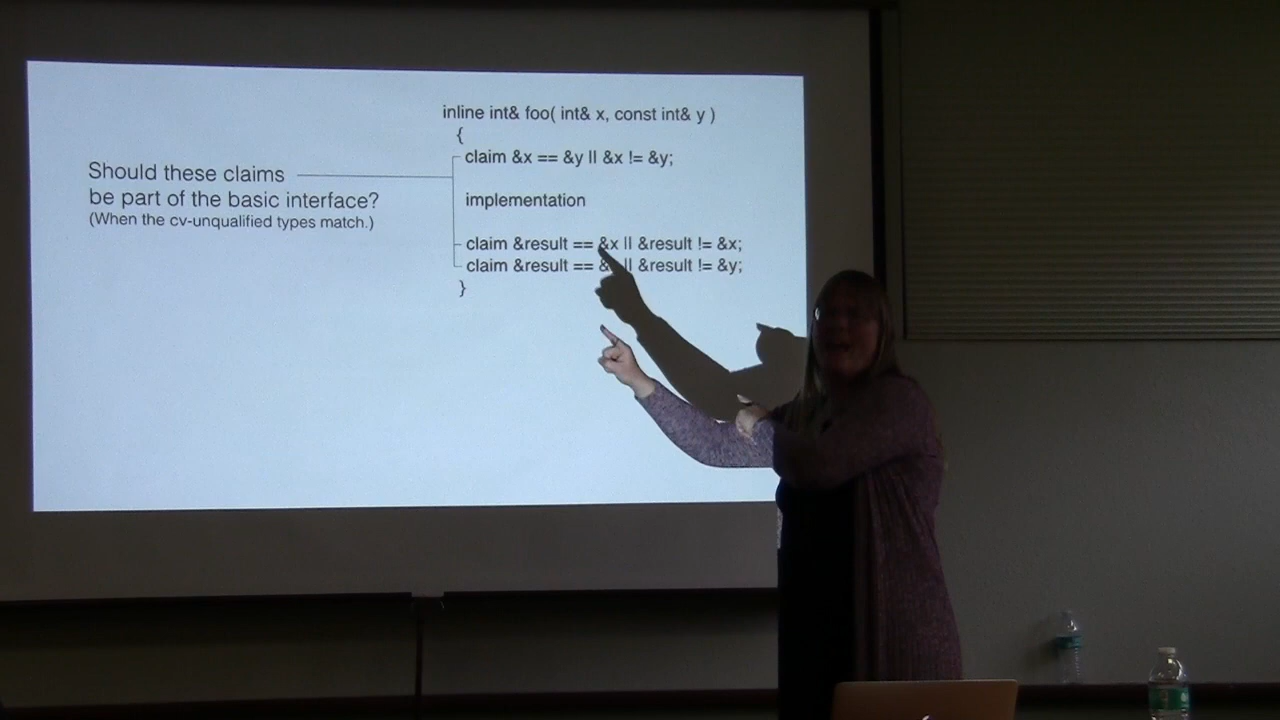 inline int& foo( int& x, const int& y )
{
claim &x == &y || &x != &y;
Should these claims
be part of the basic interface?
(When the cv-unqualified types match.)
implementation
claim &result == &x || &result != &x;
claim &result == & || &result != &y;
}